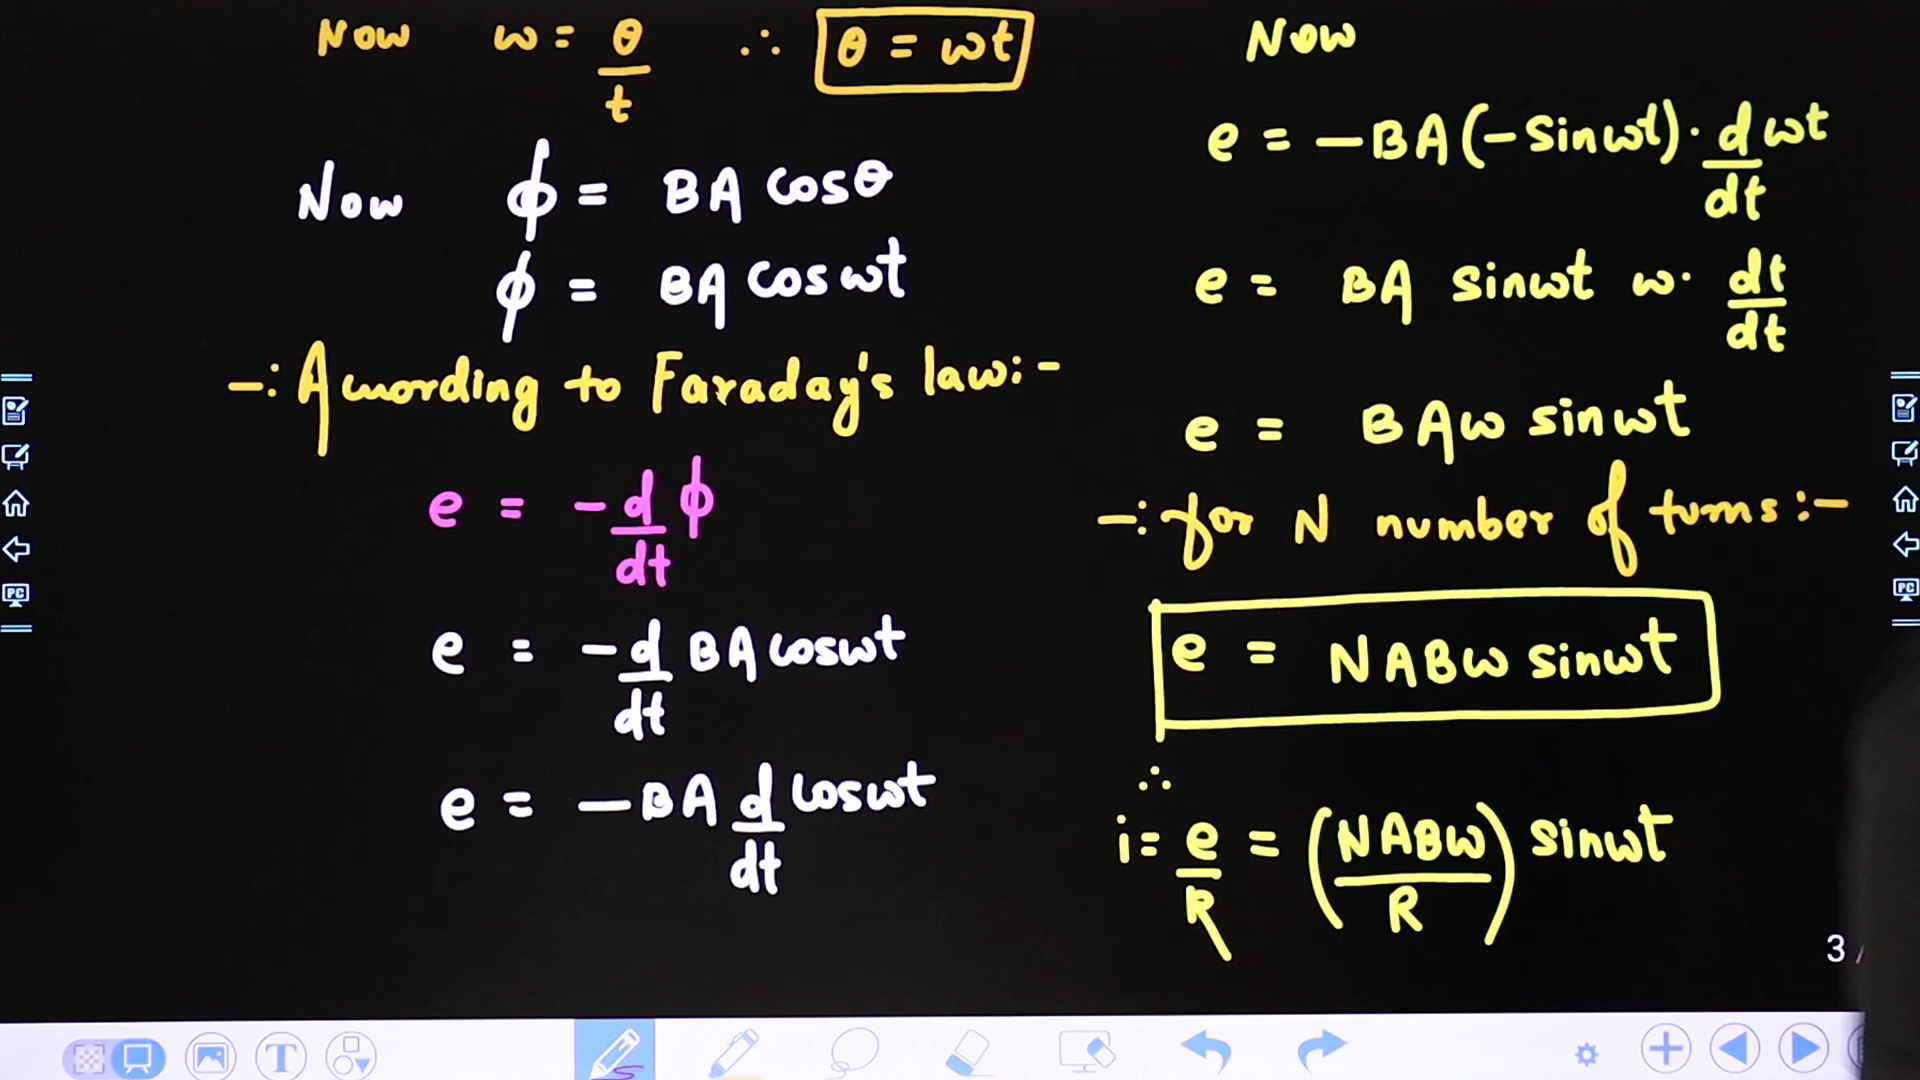 Now ω = θ/t ∴ θ = ωt
Now ϕ = BA cosθ
ϕ = BA cosωt
-: According to Faraday's law:-
e = -d/dt ϕ
e = -d/dt BA cosωt
e = -BA d/dt cosωt
Now
e = -BA(-sinωt)· d/dt ωt
e = BA sinωt ω· dt/dt
e = BAω sinωt
-: for N number of turns:-
e = NABω sinωt
∴
i = e/R = (NABω/R) sinωt
3 /
T
PC
PC